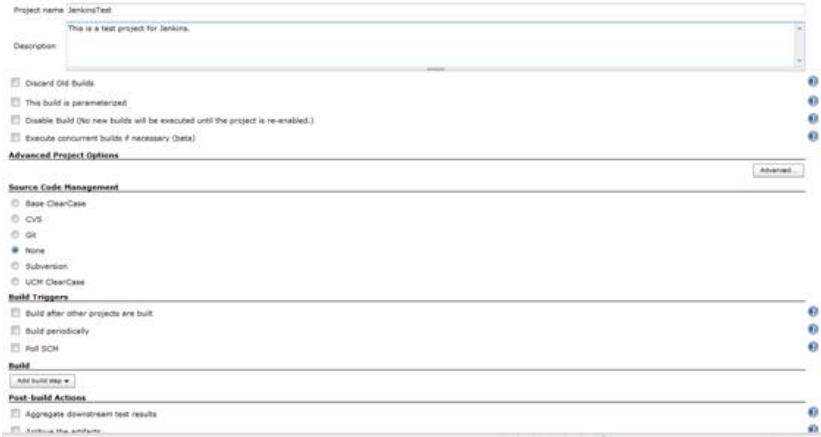 Project name JenkinsTest
This is a test project for Jenkins.
Description
Discard Old Builds
This build is parameterized
Disable Build (No new builds will be executed until the project is re-enabled.)
Execute concurrent builds if necessary (beta)
Advanced Project Options
Advanced...
Source Code Management
Base ClearCase
CVS
Git
None
Subversion
UCM ClearCase
Build Triggers
Build after other projects are built
Build periodically
Poll SCM
Build
Add build step
Post-build Actions
Aggregate downstream test results
Archive the artifacts